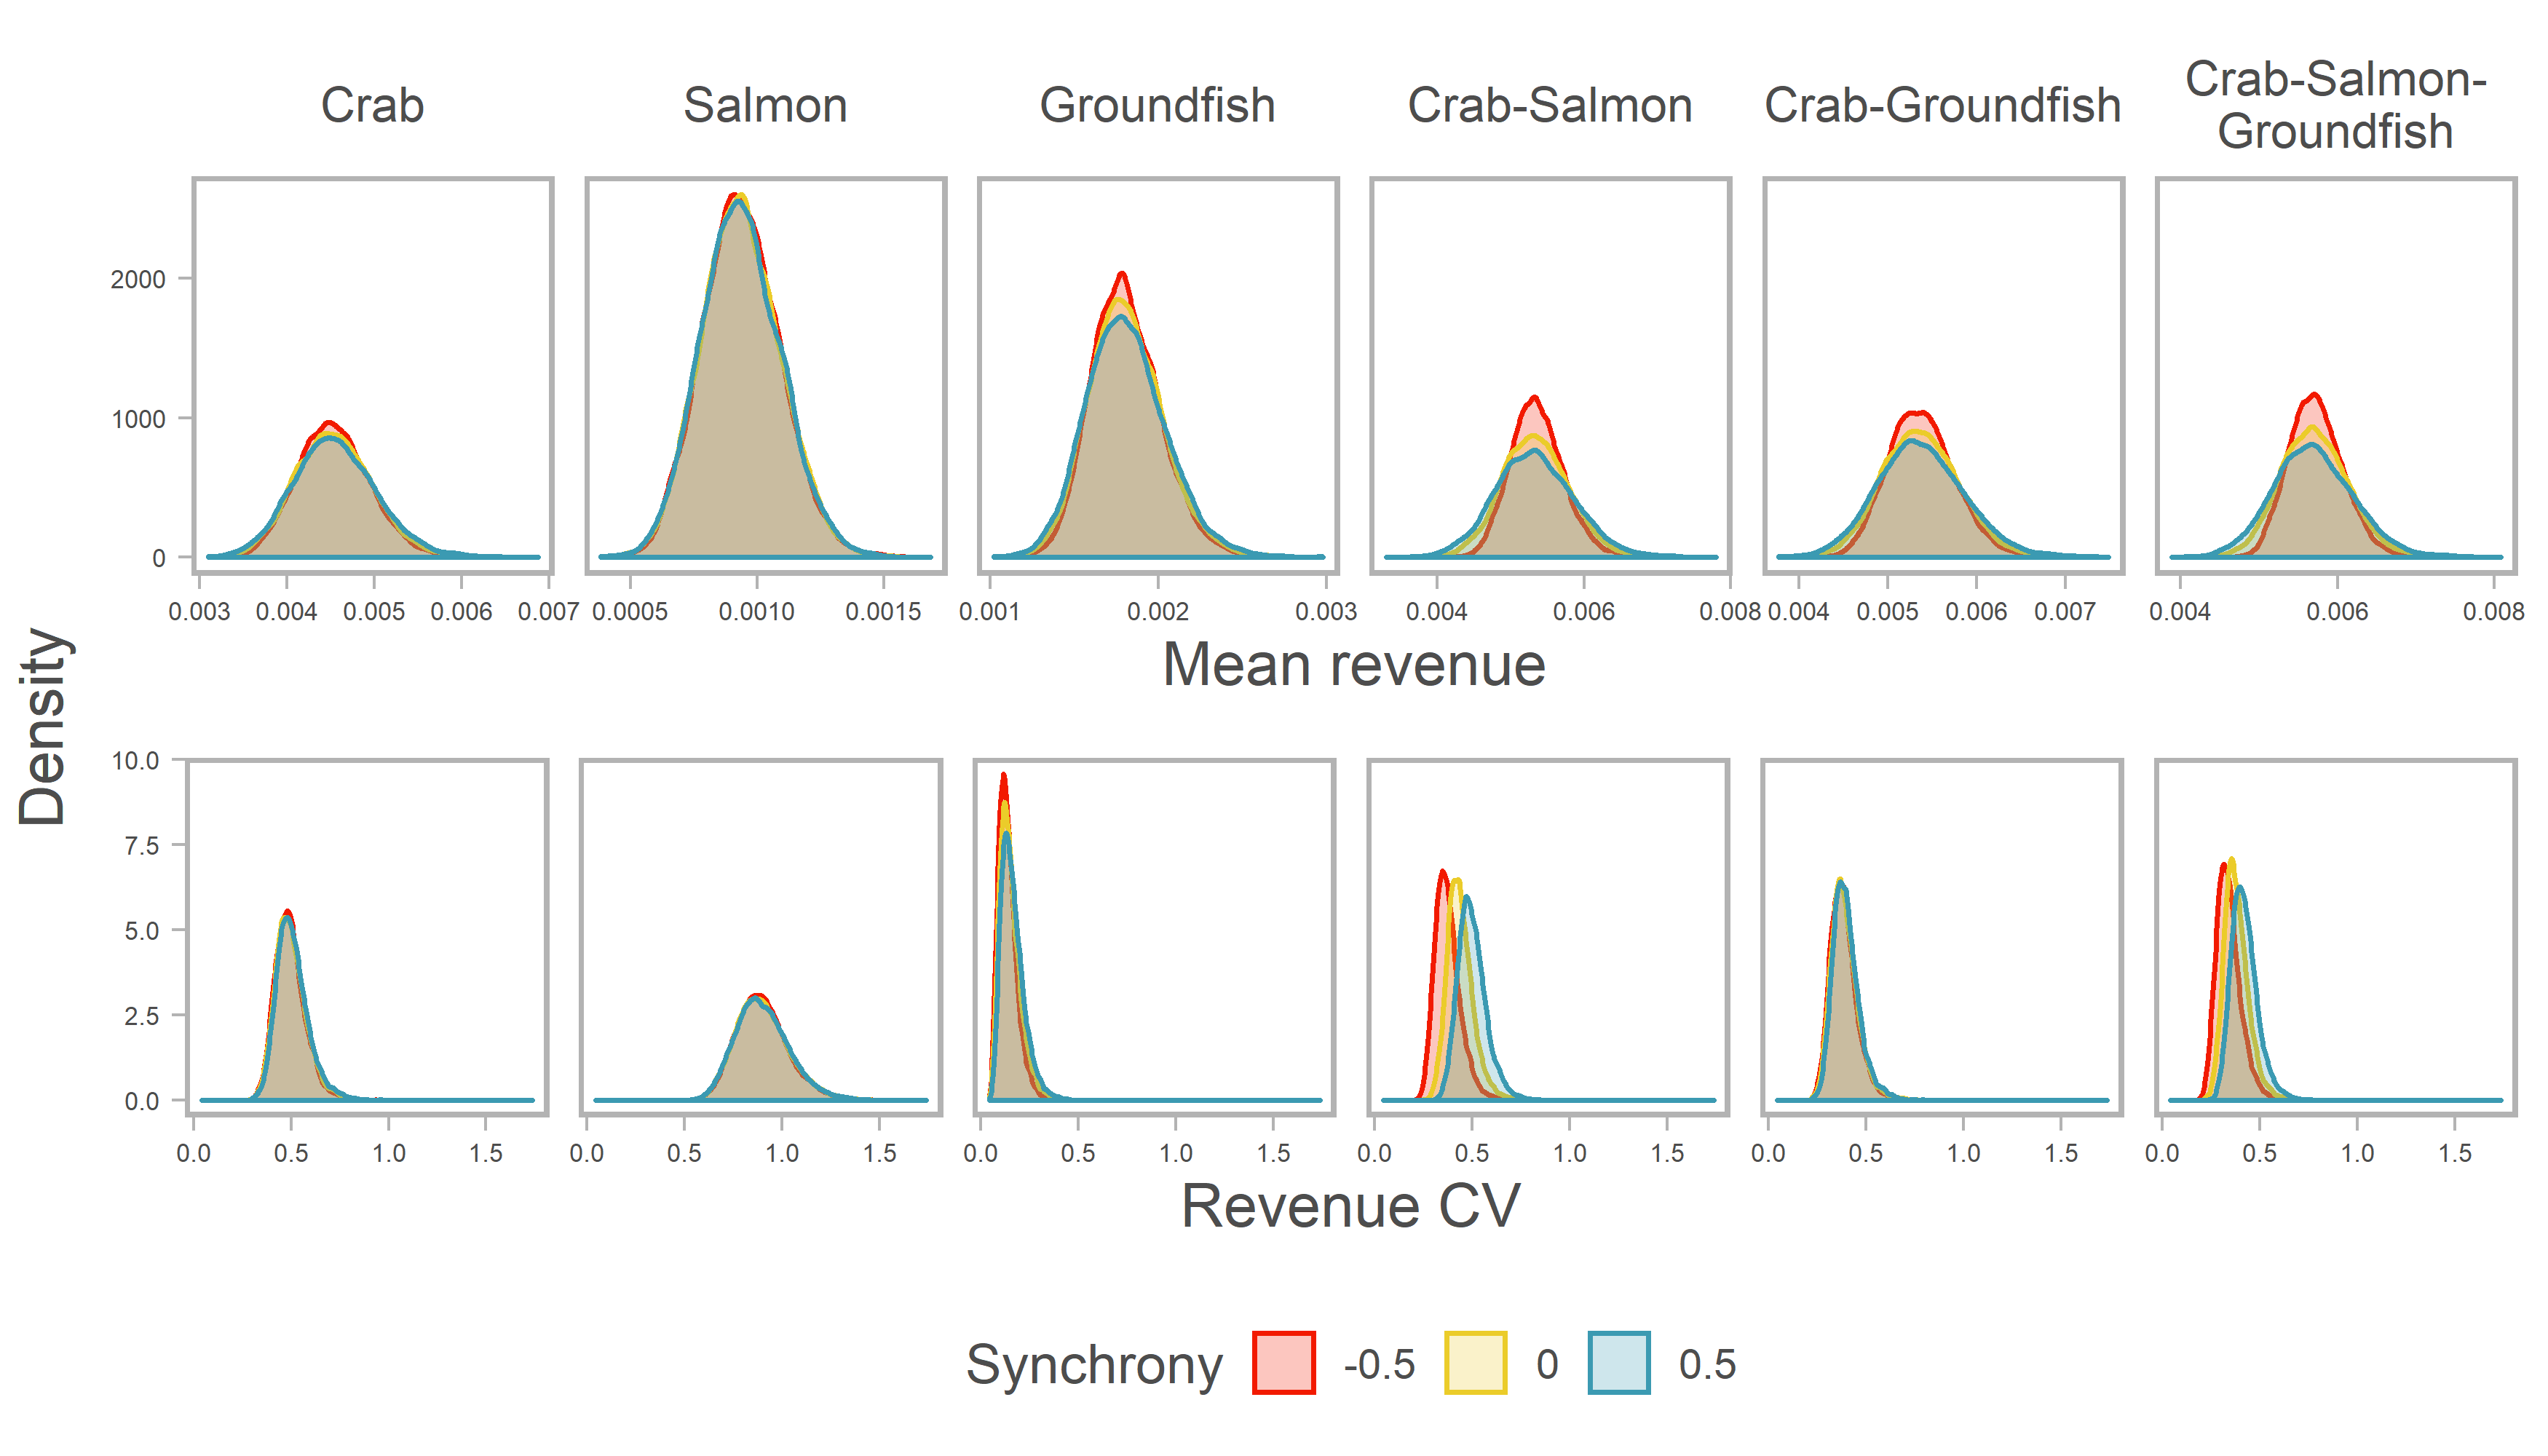 Crab Salmon Groundfish Crab-Salmon Crab-Groundfish Crab-Salmon-
Groundfish
2000
1000
0
0.003 0.004 0.005 0.006 0.007 0.0005 0.0010 0.0015 0.001 0.002 0.003 0.004 0.006 0.008 0.004 0.005 0.006 0.007 0.004 0.006 0.008
Mean revenue
Density
10.0
7.5
5.0
2.5
0.0
0.0 0.5 1.0 1.5 0.0 0.5 1.0 1.5 0.0 0.5 1.0 1.5 0.0 0.5 1.0 1.5 0.0 0.5 1.0 1.5 0.0 0.5 1.0 1.5
Revenue CV
Synchrony -0.5 0 0.5